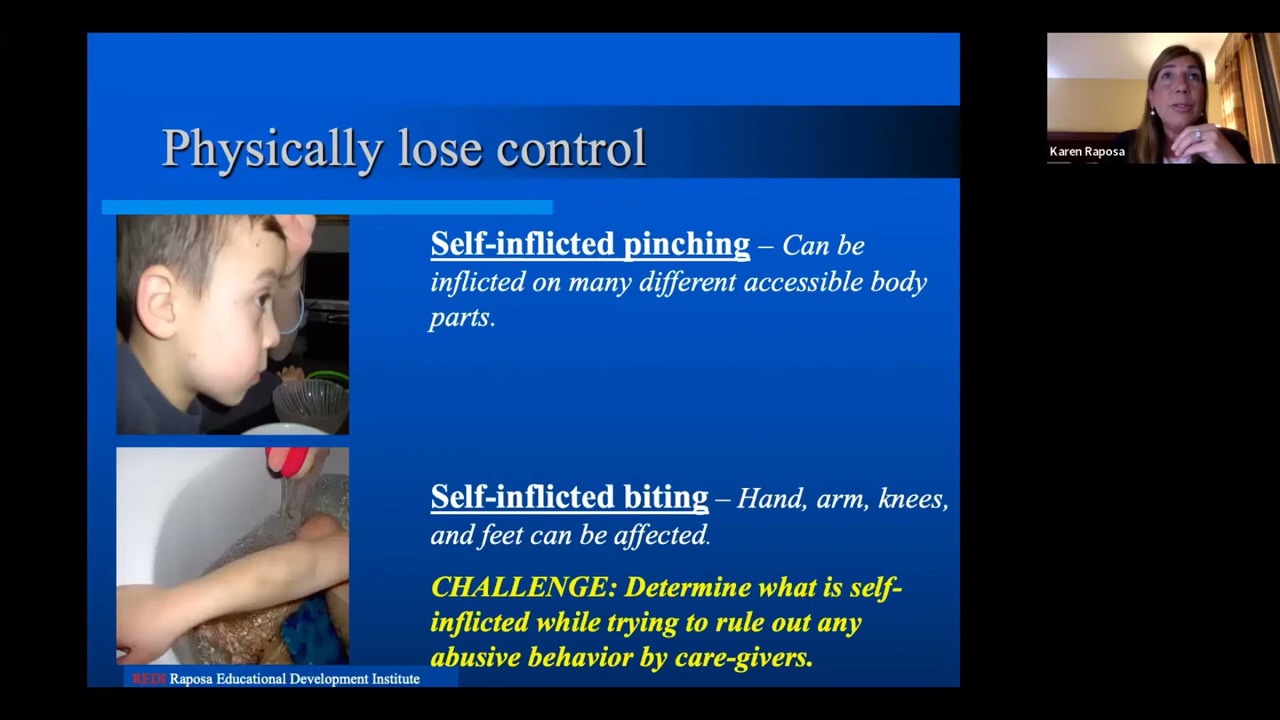 Physically lose control
Self-inflicted pinching – Can be
inflicted on many different accessible body
parts.
Self-inflicted biting – Hand, arm, knees,
and feet can be affected.
CHALLENGE: Determine what is self-
inflicted while trying to rule out any
abusive behavior by care-givers.
REDI Raposa Educational Development Institute
Karen Raposa